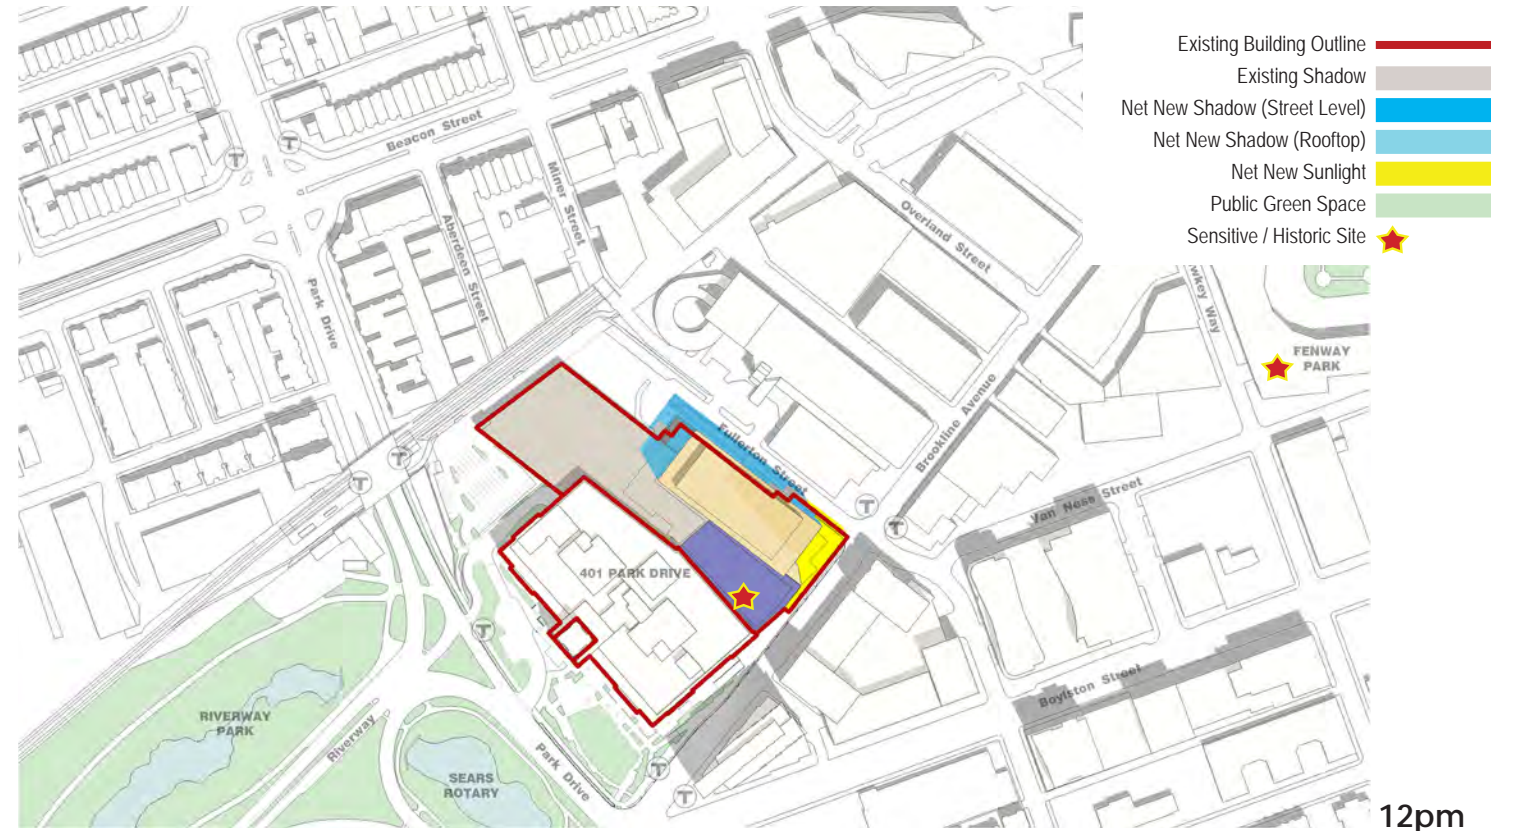 Existing Building Outline
Existing Shadow
Net New Shadow (Street Level)
Net New Shadow (Rooftop)
Net New Sunlight
Public Green Space
Sensitive / Historic Site
Beacon Street
Miner Street
Aberdeen Street
Park Drive
Overland Street
wkey Way
FENWAY
PARK
Brookline Avenue
Fullerton Street
Van Ness Street
401 PARK DRIVE
Boylston Street
RIVERWAY
PARK
Riverway
SEARS
ROTARY
Park Drive
T
T
T
T
T
T
T
T
T
12pm